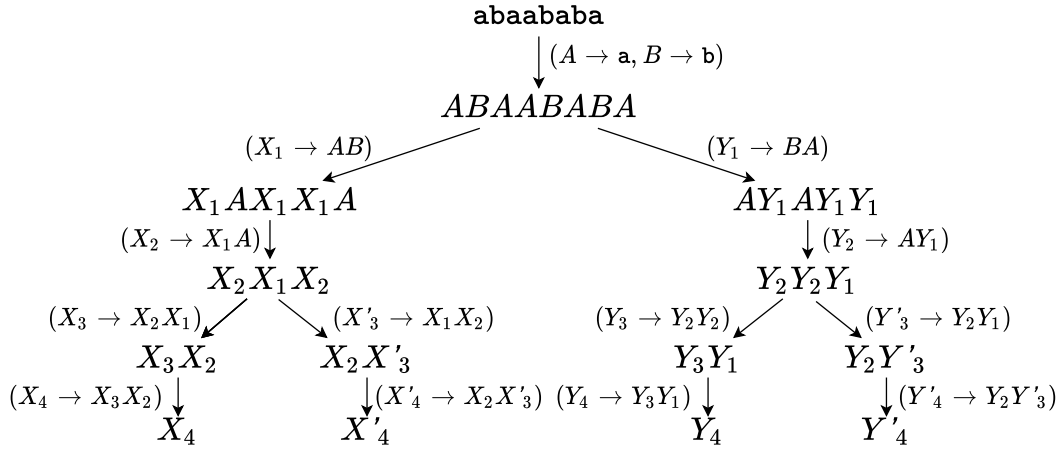 abaababa
(A → a, B → b)
ABAABABA
(X₁ → AB) (Y₁ → BA)
X₁AX₁X₁A AY₁AY₁Y₁
(X₂ → X₁A) (Y₂ → AY₁)
X₂X₁X₂ Y₂Y₂Y₁
(X₃ → X₂X₁) (X'₃ → X₁X₂) (Y₃ → Y₂Y₂) (Y'₃ → Y₂Y₁)
X₃X₂ X₂X'₃ Y₃Y₁ Y₂Y'₃
(X₄ → X₃X₂) (X'₄ → X₂X'₃) (Y₄ → Y₃Y₁) (Y'₄ → Y₂Y'₃)
X₄ X'₄ Y₄ Y'₄